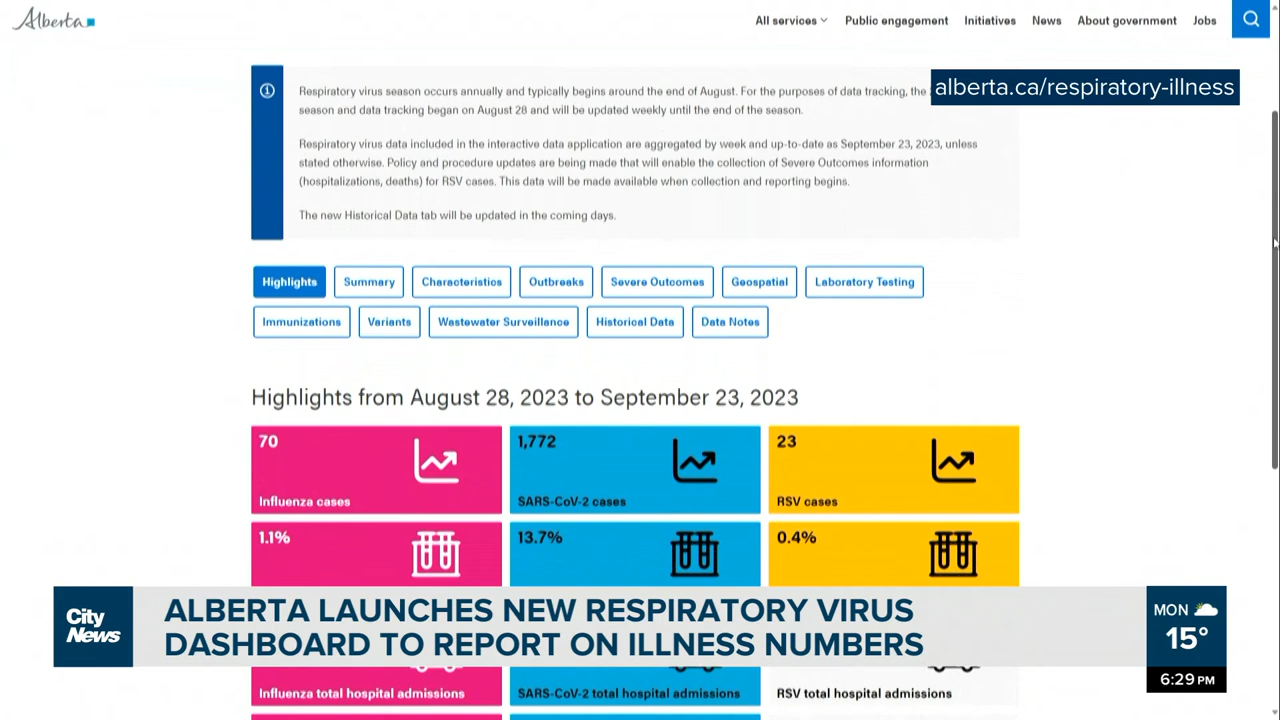 Alberta
All services Public engagement Initiatives News About government Jobs
alberta.ca/respiratory-illness
Respiratory virus season occurs annually and typically begins around the end of August. For the purposes of data tracking, the
season and data tracking began on August 28 and will be updated weekly until the end of the season.
Respiratory virus data included in the interactive data application are aggregated by week and up-to-date as September 23, 2023, unless
stated otherwise. Policy and procedure updates are being made that will enable the collection of Severe Outcomes information
(hospitalizations, deaths) for RSV cases. This data will be made available when collection and reporting begins.
The new Historical Data tab will be updated in the coming days.
Highlights Summary Characteristics Outbreaks Severe Outcomes Geospatial Laboratory Testing
Immunizations Variants Wastewater Surveillance Historical Data Data Notes
Highlights from August 28, 2023 to September 23, 2023
70 1,772 23
Influenza cases SARS-CoV-2 cases RSV cases
1.1% 13.7% 0.4%
City
News
ALBERTA LAUNCHES NEW RESPIRATORY VIRUS
DASHBOARD TO REPORT ON ILLNESS NUMBERS
MON
15°
6:29 PM
Influenza total hospital admissions SARS-CoV-2 total hospital admissions RSV total hospital admissions